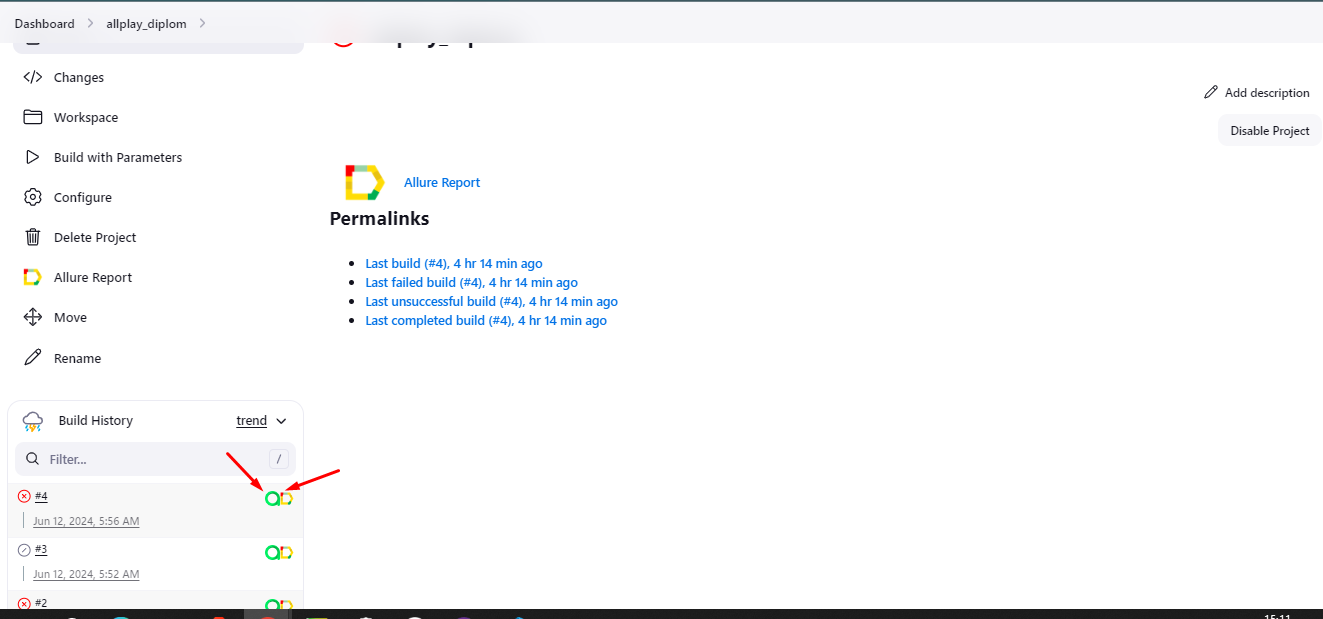 Dashboard > allplay_diplom >
Changes
Workspace
Build with Parameters
Configure
Delete Project
Allure Report
Move
Rename
Build History trend
Filter... /
#4
Jun 12, 2024, 5:56 AM
#3
Jun 12, 2024, 5:52 AM
#2
Add description
Disable Project
Allure Report
Permalinks
Last build (#4), 4 hr 14 min ago
Last failed build (#4), 4 hr 14 min ago
Last unsuccessful build (#4), 4 hr 14 min ago
Last completed build (#4), 4 hr 14 min ago
15:11